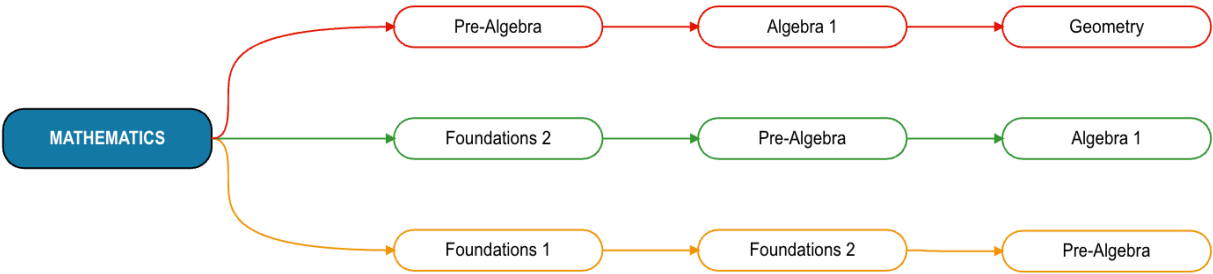 Pre-Algebra
Algebra 1
Geometry
MATHEMATICS
Foundations 2
Pre-Algebra
Algebra 1
Foundations 1
Foundations 2
Pre-Algebra